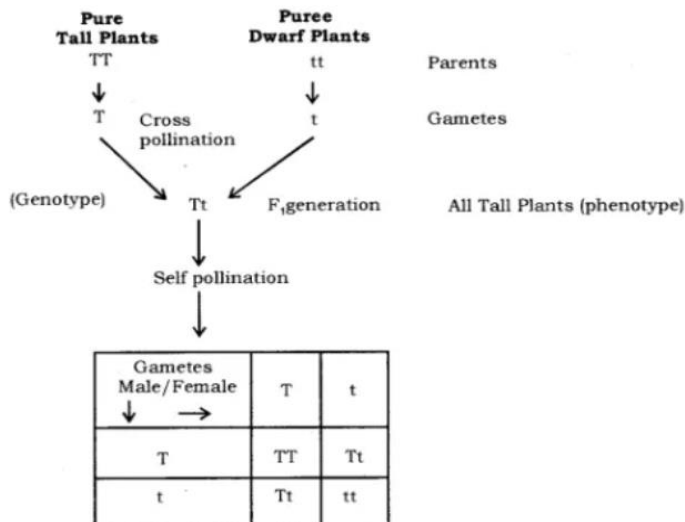 Pure Puree
Tall Plants Dwarf Plants
TT tt Parents
T Cross t Gametes
pollination
(Genotype) Tt F₁generation All Tall Plants (phenotype)
Self pollination
Gametes
Male/Female T t
T TT Tt
t Tt tt